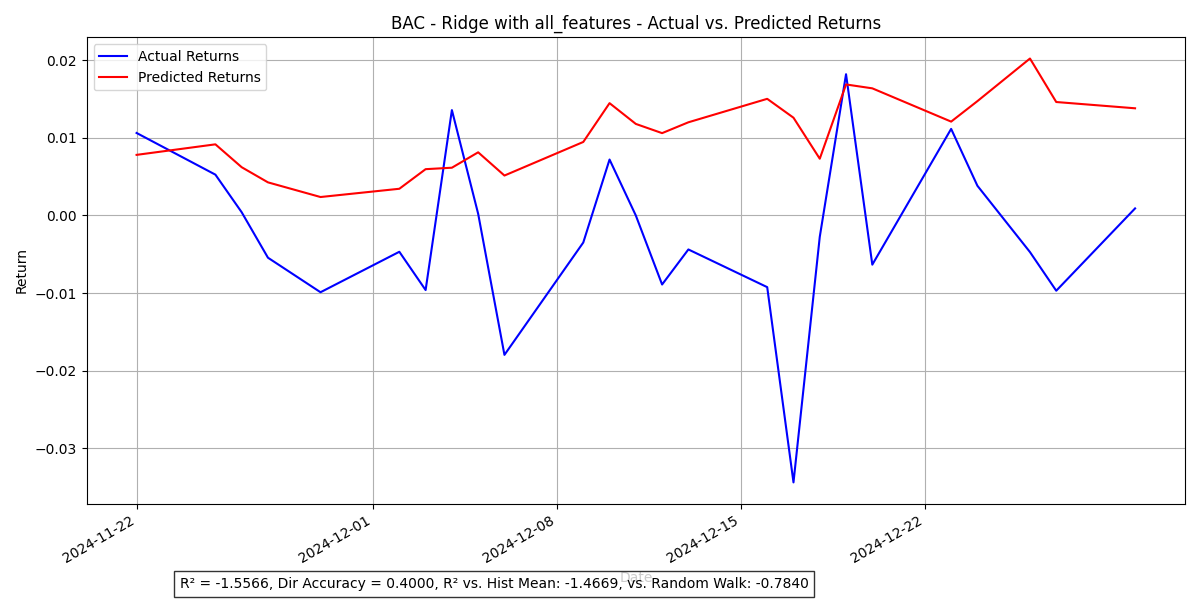 BAC - Ridge with all_features - Actual vs. Predicted Returns
Actual Returns
Predicted Returns
0.02
0.01
0.00
−0.01
−0.02
−0.03
Return
2024-11-22
2024-12-01
2024-12-08
2024-12-15
2024-12-22
Date
R² = -1.5566, Dir Accuracy = 0.4000, R² vs. Hist Mean: -1.4669, vs. Random Walk: -0.7840